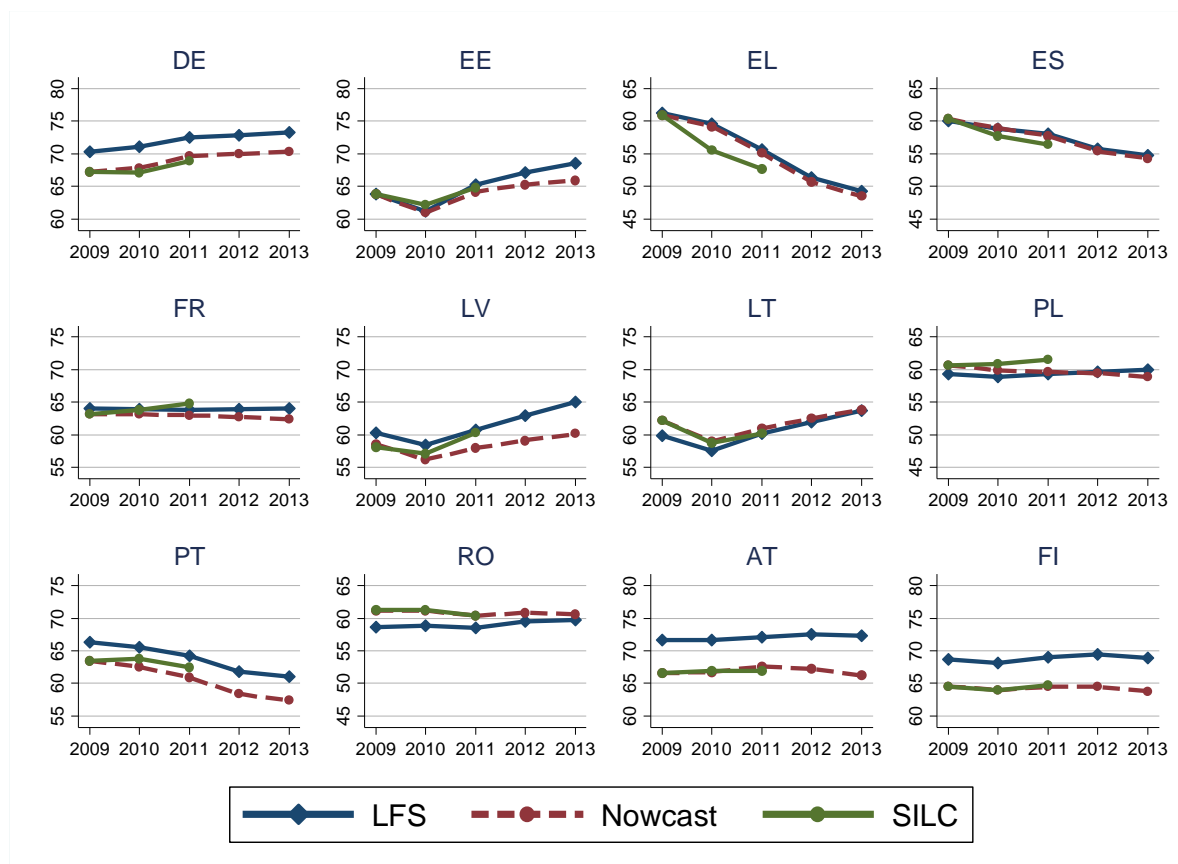 DE EE EL ES
80 80 65 65
75 75 60 60
70 70 55 55
65 65 50 50
60 60 45 45
2009 2010 2011 2012 2013 2009 2010 2011 2012 2013 2009 2010 2011 2012 2013 2009 2010 2011 2012 2013
FR LV LT PL
75 75 75 65
70 70 70 60
65 65 65 55
60 60 60 50
55 55 55 45
2009 2010 2011 2012 2013 2009 2010 2011 2012 2013 2009 2010 2011 2012 2013 2009 2010 2011 2012 2013
PT RO AT FI
75 65 80 80
70 60 75 75
65 55 70 70
60 50 65 65
55 45 60 60
2009 2010 2011 2012 2013 2009 2010 2011 2012 2013 2009 2010 2011 2012 2013 2009 2010 2011 2012 2013
LFS Nowcast SILC